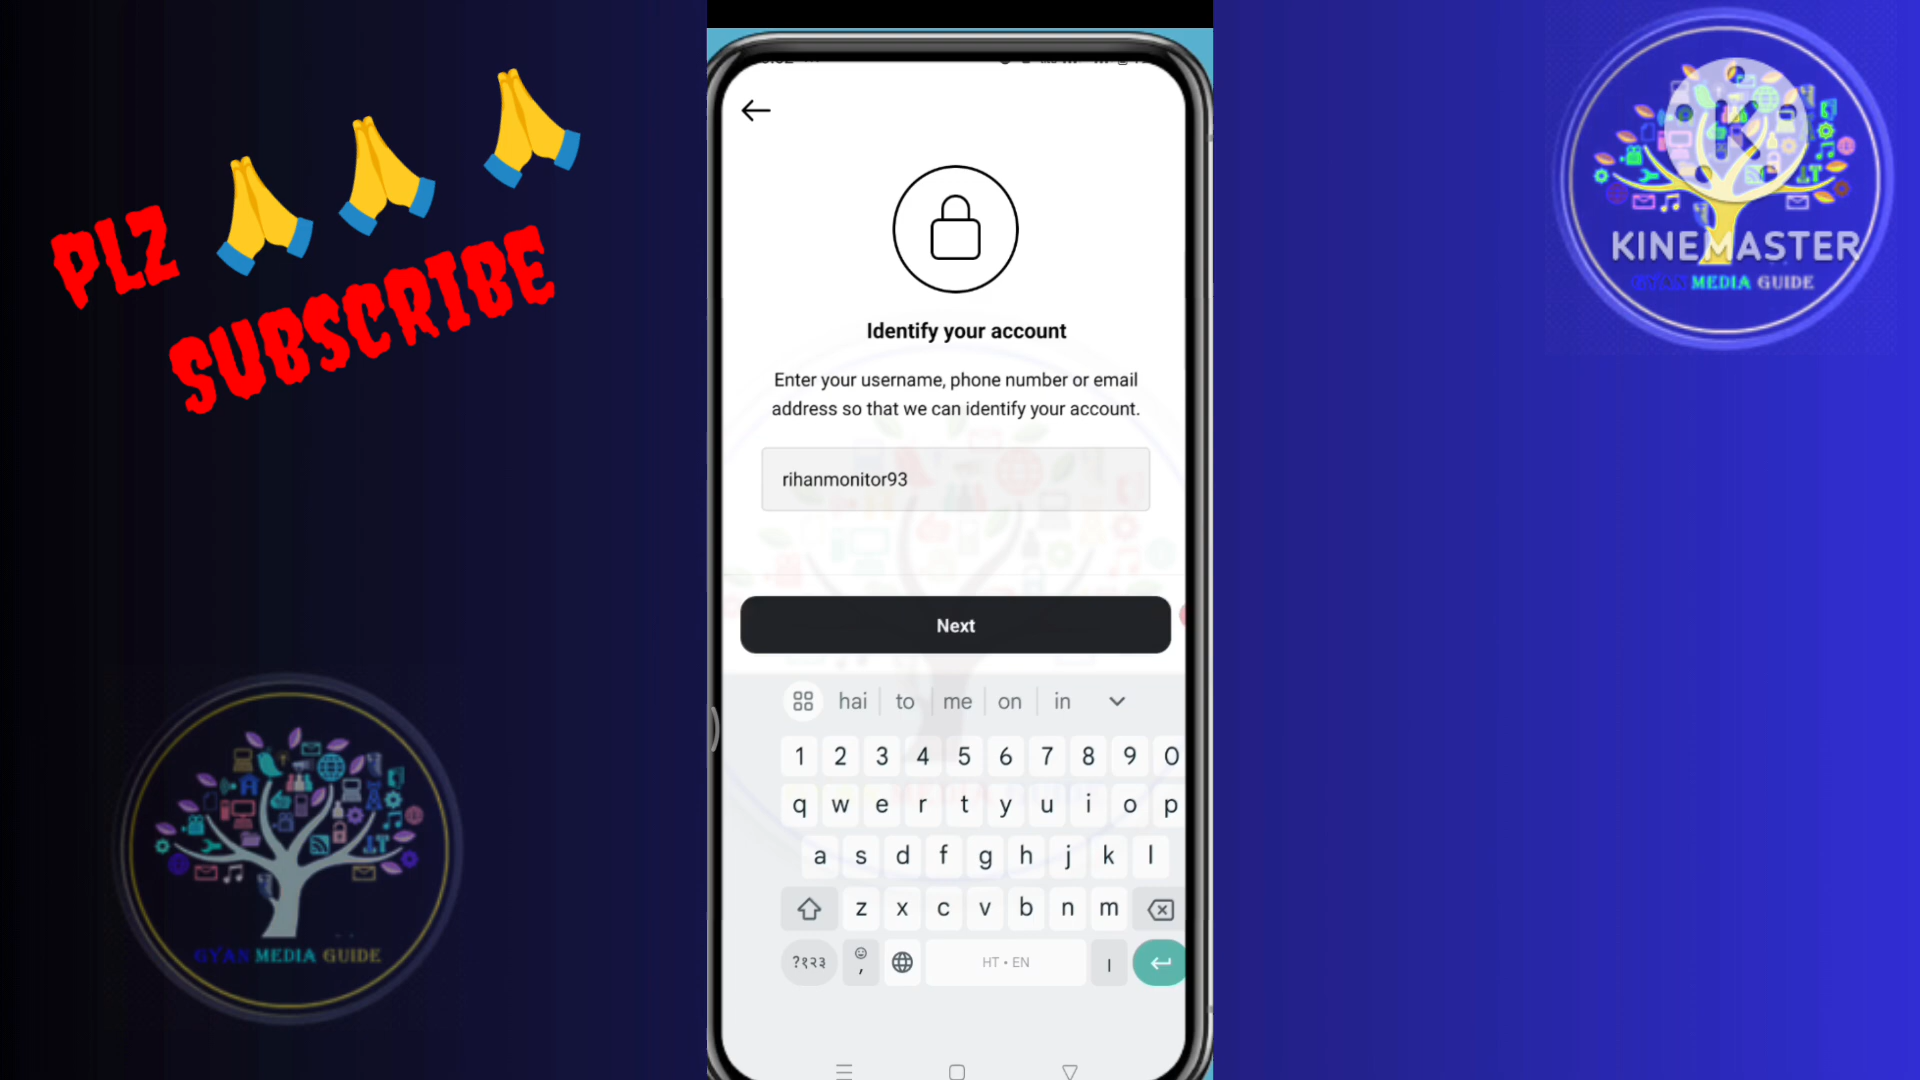 PLZ
SUBSCRIBE
KINEMASTER
GYAN MEDIA GUIDE
Identify your account
Enter your username, phone number or email
address so that we can identify your account.
rihanmonitor93
Next
hai to me on in
1 2 3 4 5 6 7 8 9 0
q w e r t y u i o p
a s d f g h j k l
z x c v b n m
?१२३ , HT • EN ।
GYAN MEDIA GUIDE